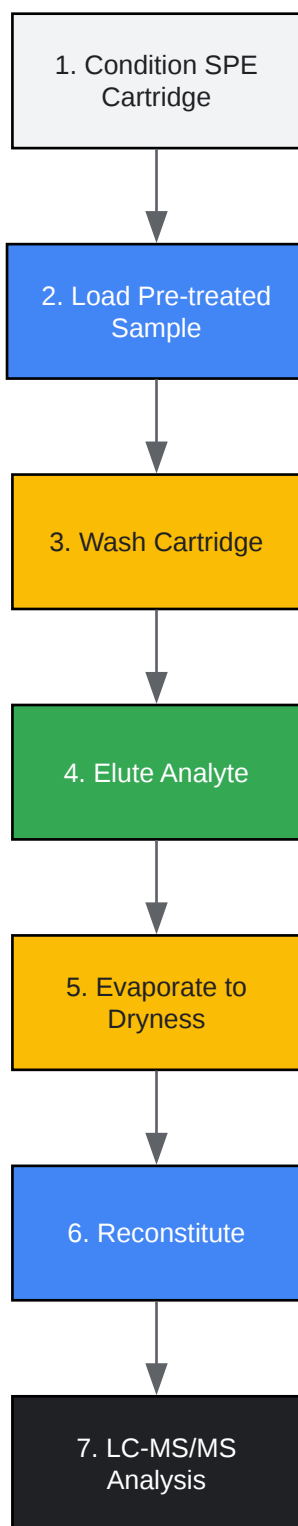 1. Condition SPE
Cartridge
2. Load Pre-treated
Sample
3. Wash Cartridge
4. Elute Analyte
5. Evaporate to
Dryness
6. Reconstitute
7. LC-MS/MS
Analysis